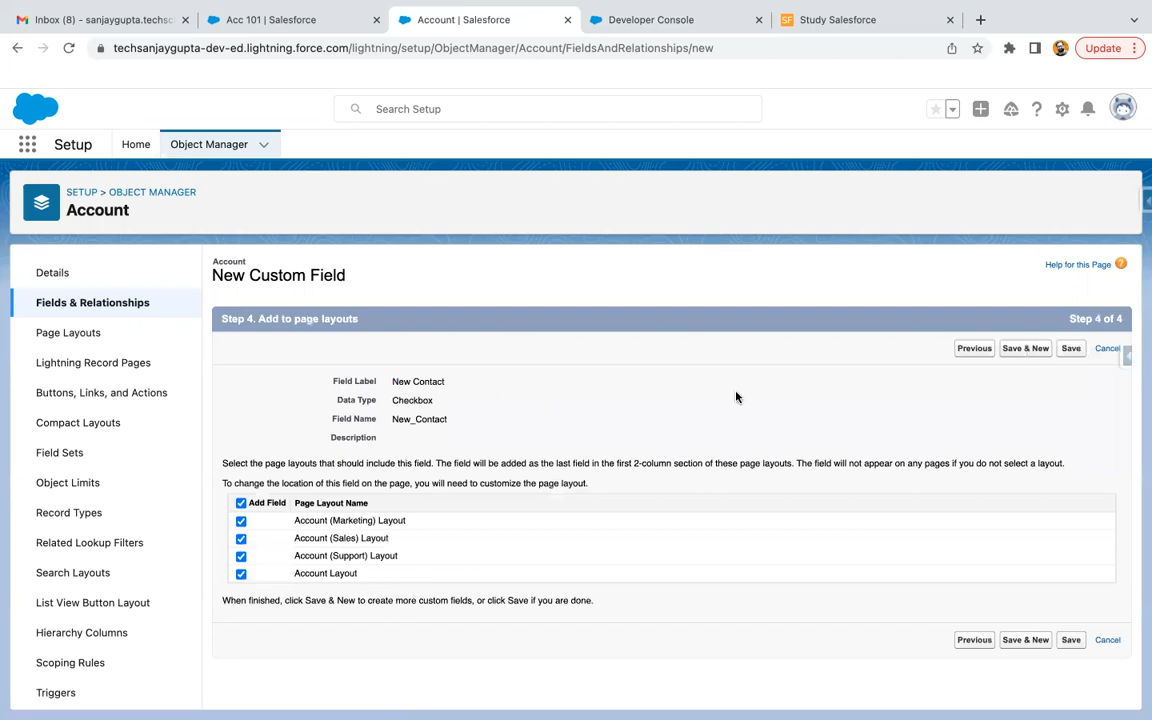 Inbox (8) - sanjaygupta.techsc
Acc 101 | Salesforce
Account | Salesforce
Developer Console
Study Salesforce
techsanjaygupta-dev-ed.lightning.force.com/lightning/setup/ObjectManager/Account/FieldsAndRelationships/new
Update
Search Setup
Setup
Home
Object Manager
SETUP > OBJECT MANAGER
Account
Details
Fields & Relationships
Page Layouts
Lightning Record Pages
Buttons, Links, and Actions
Compact Layouts
Field Sets
Object Limits
Record Types
Related Lookup Filters
Search Layouts
List View Button Layout
Hierarchy Columns
Scoping Rules
Triggers
Account
New Custom Field
Help for this Page
Step 4. Add to page layouts
Step 4 of 4
Previous
Save & New
Save
Cancel
Field Label New Contact
Data Type Checkbox
Field Name New_Contact
Description
Select the page layouts that should include this field. The field will be added as the last field in the first 2-column section of these page layouts. The field will not appear on any pages if you do not select a layout.
To change the location of this field on the page, you will need to customize the page layout.
Add Field Page Layout Name
Account (Marketing) Layout
Account (Sales) Layout
Account (Support) Layout
Account Layout
When finished, click Save & New to create more custom fields, or click Save if you are done.
Previous
Save & New
Save
Cancel